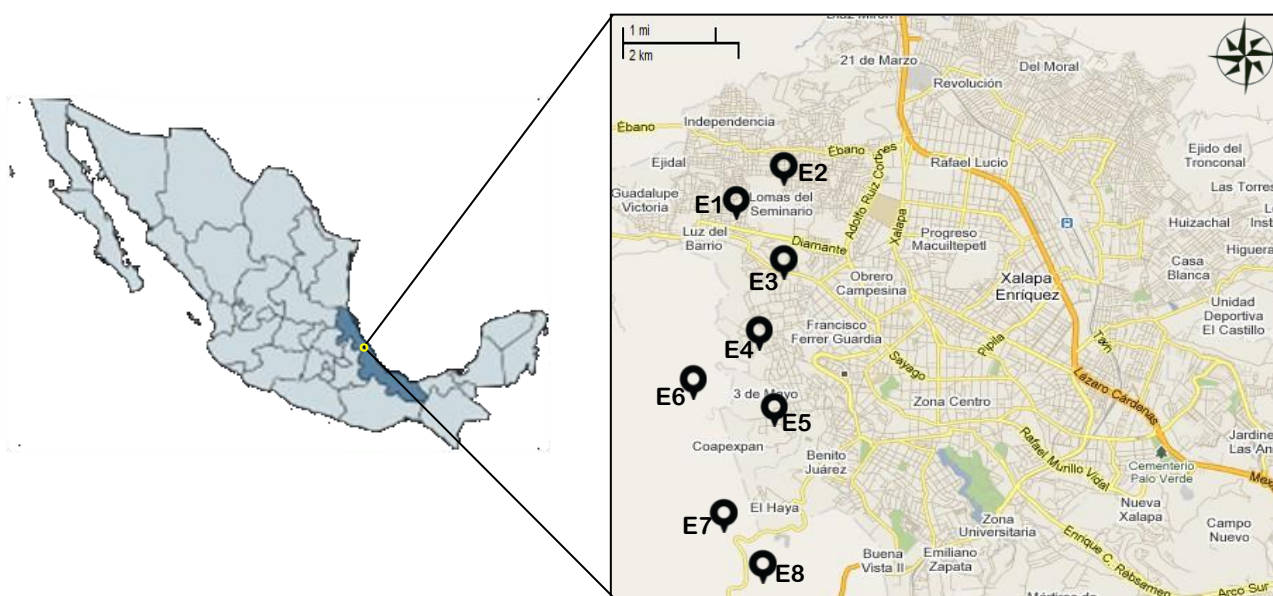 Díaz Mirón
1 mi
2 km
21 de Marzo
Del Moral
Revolución
Independencia
Ébano
Ébano
Ejidal
Adolfo Ruiz Cortines
Rafael Lucio
Ejido del
Tronconal
E2
Guadalupe
Victoria
E1
Lomas del
Seminario
Las Torres
Huizachal
Luz del
Barrio
Diamante
Xalapa
Progreso
Macuiltepetl
Higuera
Casa
Blanca
E3
Obrero
Campesina
Xalapa
Enríquez
Unidad
Deportiva
El Castillo
E4
Francisco
Ferrer Guardia
Sayago
Pipila
Lázaro Cárdenas
E6
3 de Mayo
E5
Zona Centro
Coapexpan
Benito
Juárez
Rafael Murillo Vidal
Cementerio
Palo Verde
Jardine
Las An
Mex
El Haya
E7
Zona
Universitaria
Nueva
Xalapa
Campo
Nuevo
Enrique C. Rebsamen
E8
Buena
Vista II
Emiliano
Zapata
Arco Sur